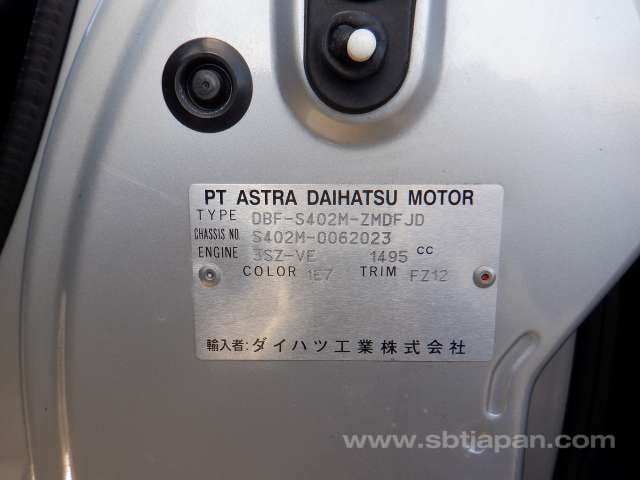 PT ASTRA DAIHATSU MOTOR
TYPE DBF-S402M-ZMDFJD
CHASSIS NO S402M-0062023
ENGINE 3SZ-VE 1495 CC
COLOR 1E7 TRIM FZ12
輸入者:ダイハツ工業株式会社
www.sbtjapan.com